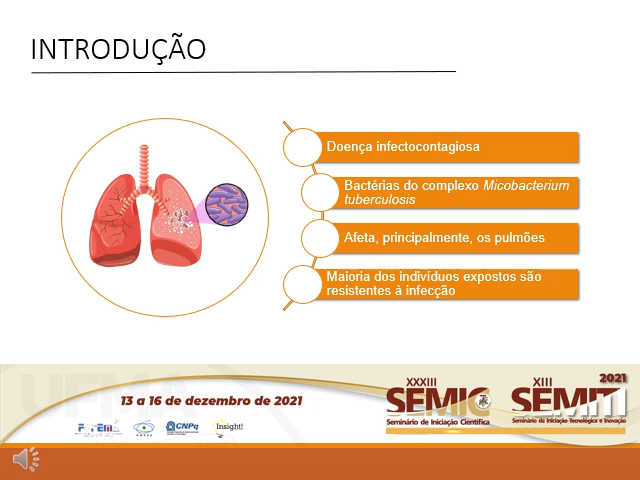 INTRODUÇÃO
Doença infectocontagiosa
Bactérias do complexo Micobacterium
tuberculosis
Afeta, principalmente, os pulmões
Maioria dos indivíduos expostos são
resistentes à infecção
UFMA
13 a 16 de dezembro de 2021
CNPq
Insight!
XXXIII
SEMIC
Seminário de Iniciação Científica
2021
XIII
SEMITI
Seminário de Iniciação Tecnológica e Inovação